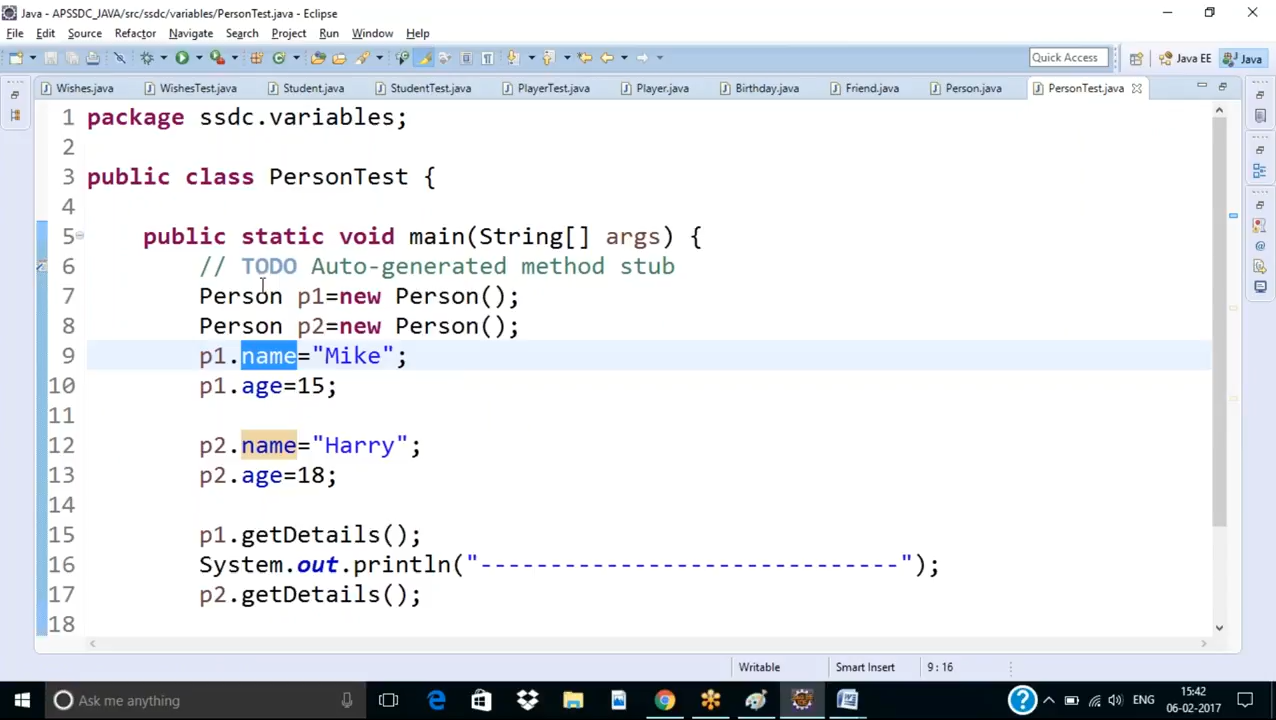 Java - APSSDC_JAVA/src/ssdc/variables/PersonTest.java - Eclipse
File Edit Source Refactor Navigate Search Project Run Window Help
Quick Access Java EE Java
Wishes.java WishesTest.java Student.java StudentTest.java PlayerTest.java Player.java Birthday.java Friend.java Person.java PersonTest.java
1 package ssdc.variables;
2
3 public class PersonTest {
4
5 public static void main(String[] args) {
6 // TODO Auto-generated method stub
7 Person p1=new Person();
8 Person p2=new Person();
9 p1.name="Mike";
10 p1.age=15;
11
12 p2.name="Harry";
13 p2.age=18;
14
15 p1.getDetails();
16 System.out.println("------------------------------");
17 p2.getDetails();
18
Writable Smart Insert 9 : 16
Ask me anything ENG 15:42
06-02-2017